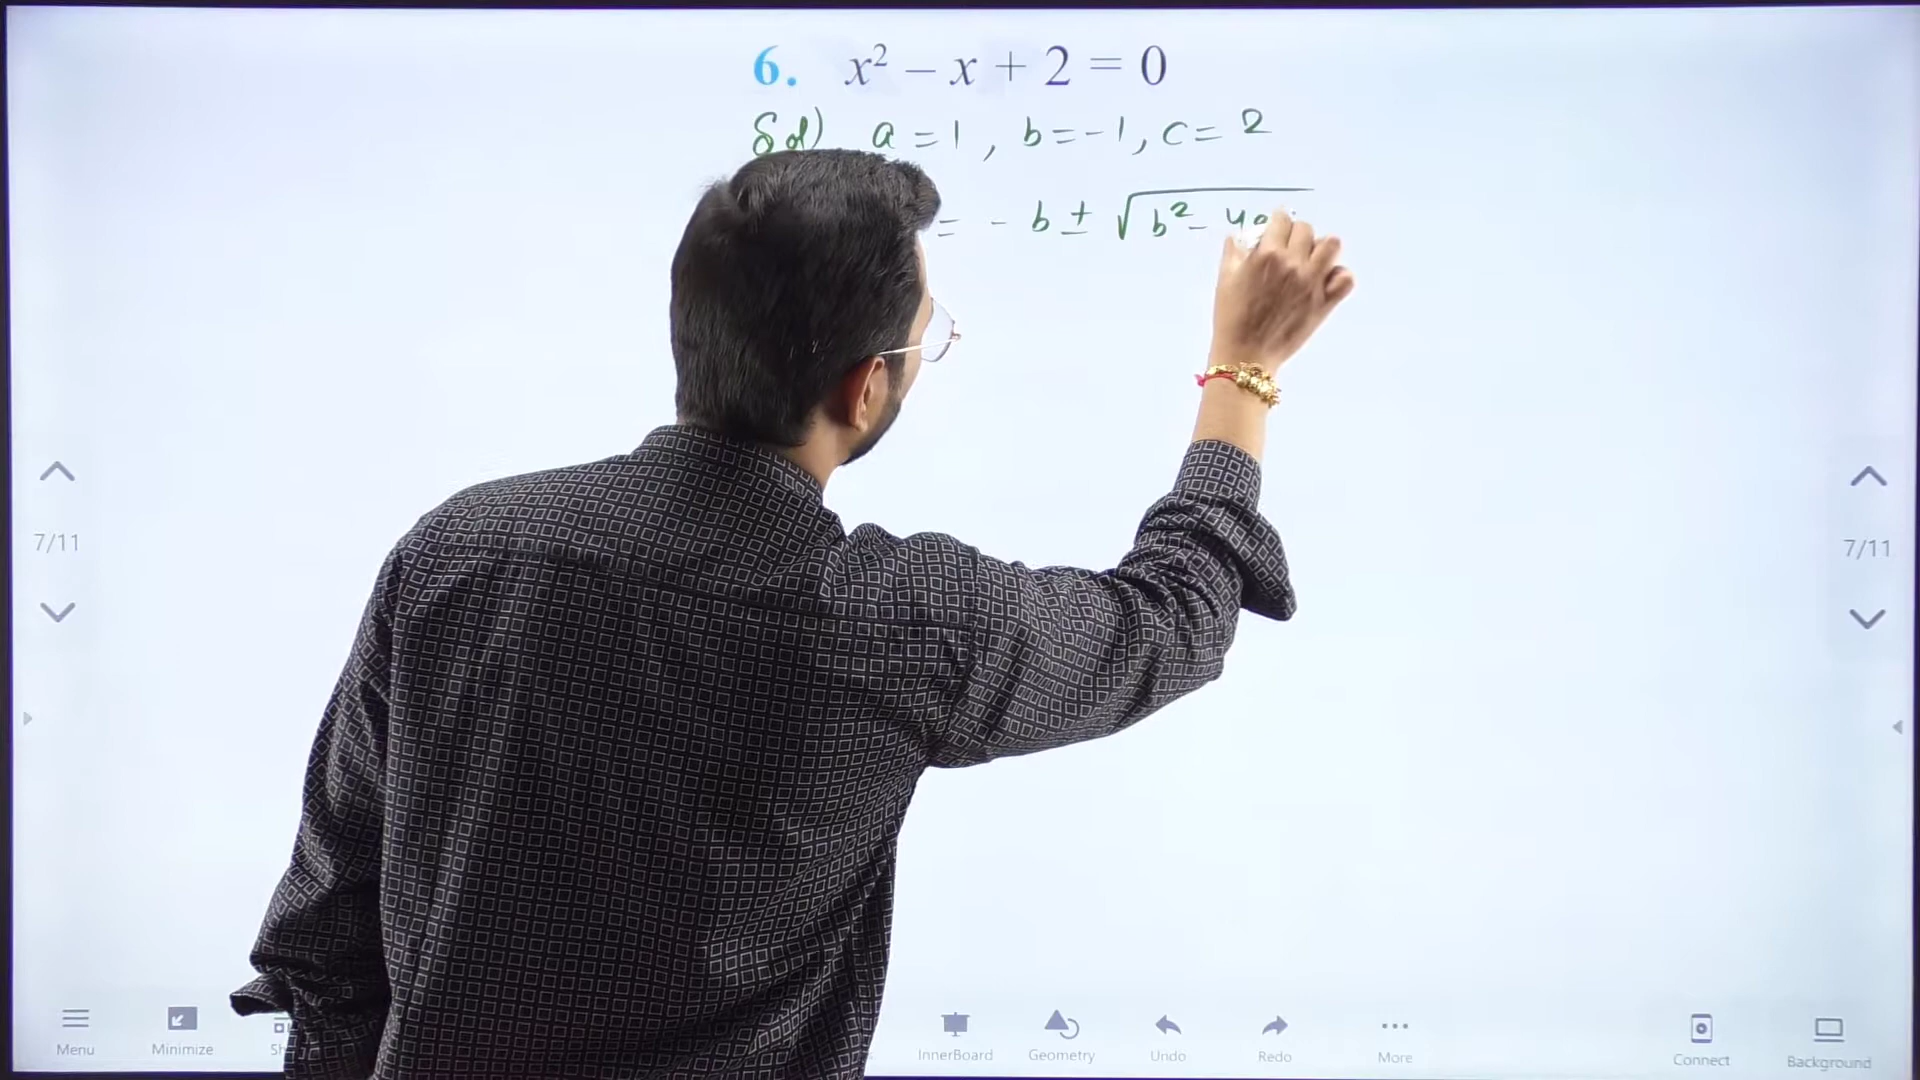 6. x² – x + 2 = 0
Sol) a = 1, b = -1, c = 2
= - b ± √b² - 4a
7/11
7/11
Menu
Minimize
InnerBoard
Geometry
Undo
Redo
More
Connect
Background